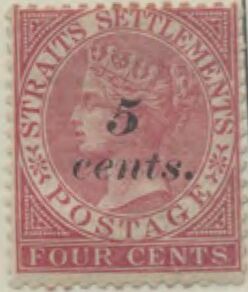 STRAITS SETTLEMENTS
5
cents.
POSTAGE
FOUR CENTS